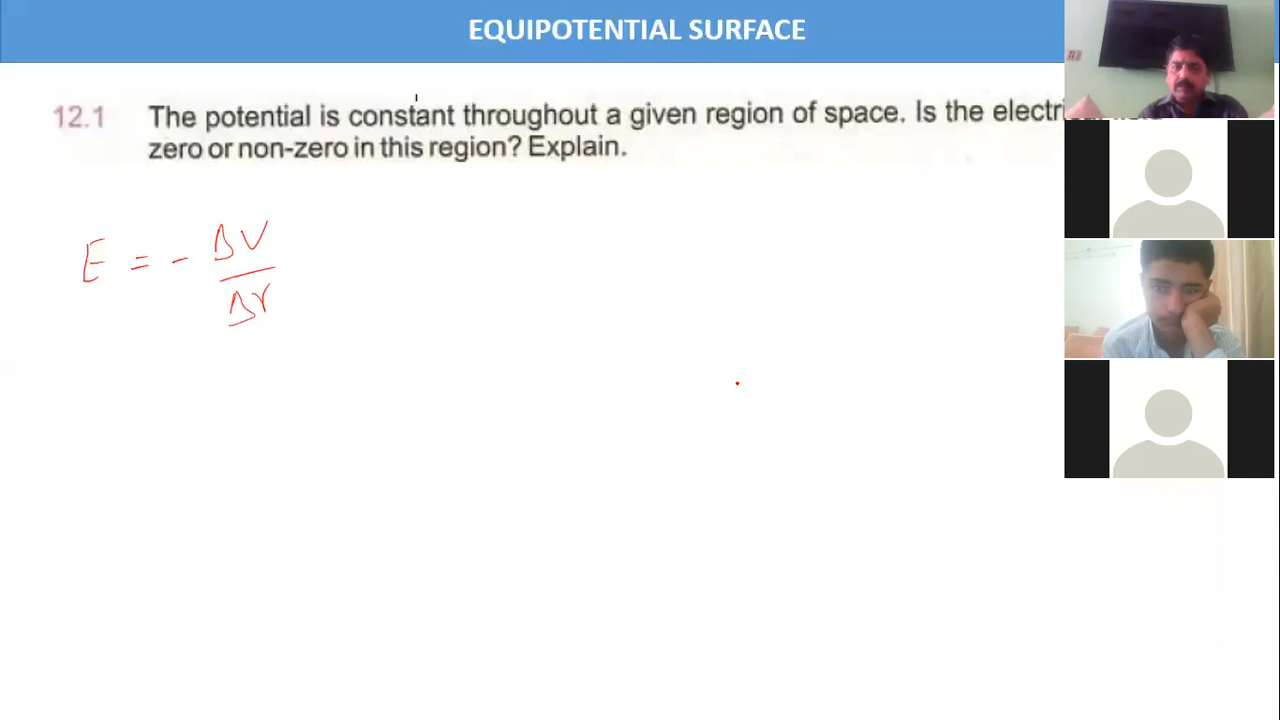 EQUIPOTENTIAL SURFACE
12.1 The potential is constant throughout a given region of space. Is the electri
zero or non-zero in this region? Explain.
E = - ΔV
Δr